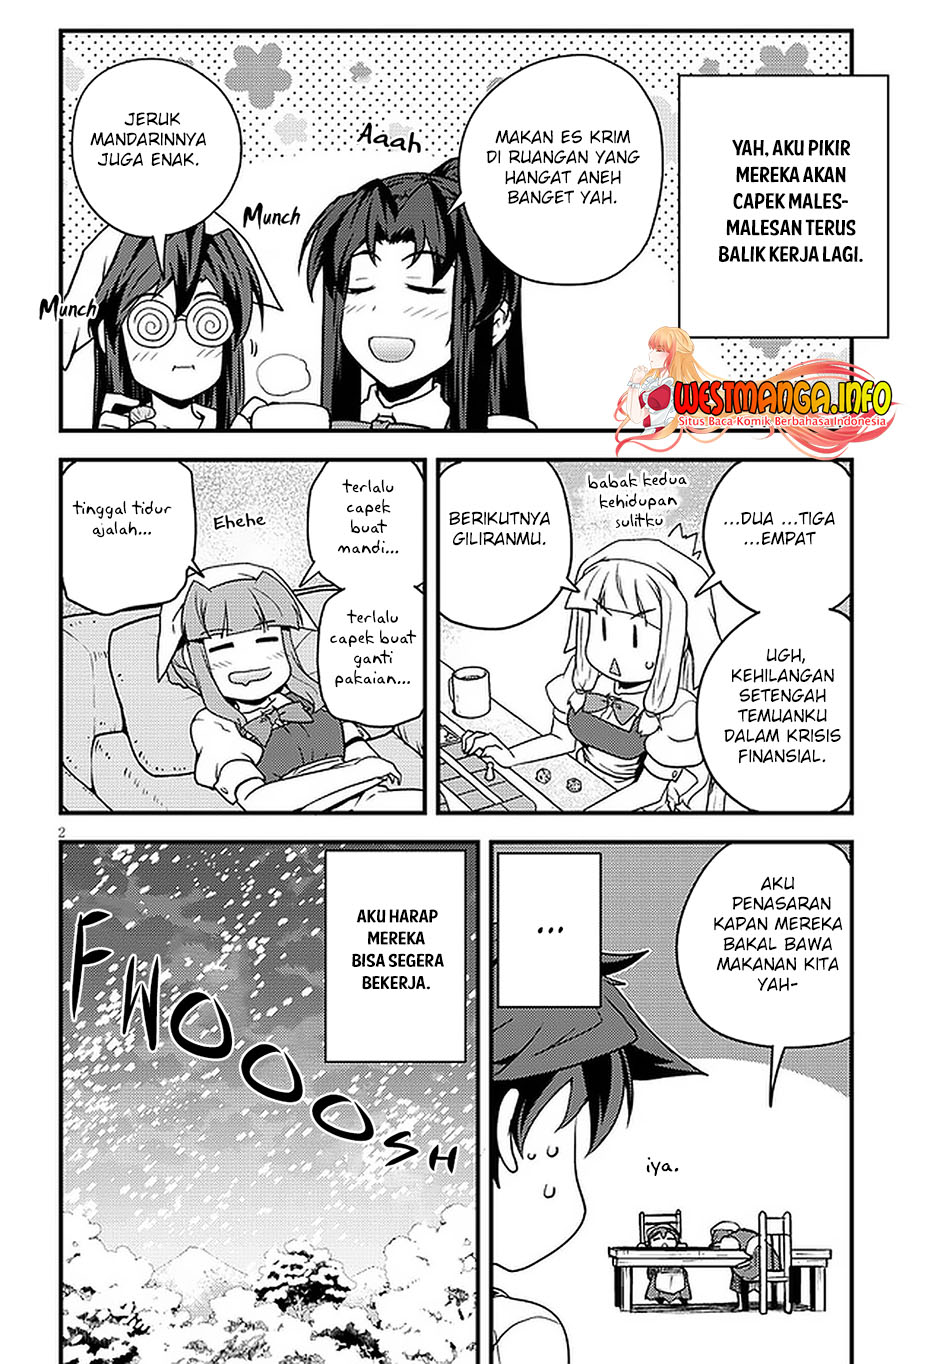 YAH, AKU PIKIR
MEREKA AKAN
CAPEK MALES-
MALESAN TERUS
BALIK KERJA LAGI.
MAKAN ES KRIM
DI RUANGAN YANG
HANGAT ANEH
BANGET YAH.
Aaah
JERUK
MANDARINNYA
JUGA ENAK.
Munch
Munch
WESTMANGA.INFO
Situs Baca Komik Berbahasa Indonesia
...DUA ...TIGA
...EMPAT
UGH,
KEHILANGAN
SETENGAH
TEMUANKU
DALAM KRISIS
FINANSIAL.
babak kedua
kehidupan
sulitku
BERIKUTNYA
GILIRANMU.
terlalu
capek
buat
mandi...
terlalu
capek buat
ganti
pakaian...
Ehehe
tinggal tidur
ajalah...
2
AKU
PENASARAN
KAPAN MEREKA
BAKAL BAWA
MAKANAN KITA
YAH-
...
iya.
AKU HARAP
MEREKA
BISA SEGERA
BEKERJA.
FWOOOOSH